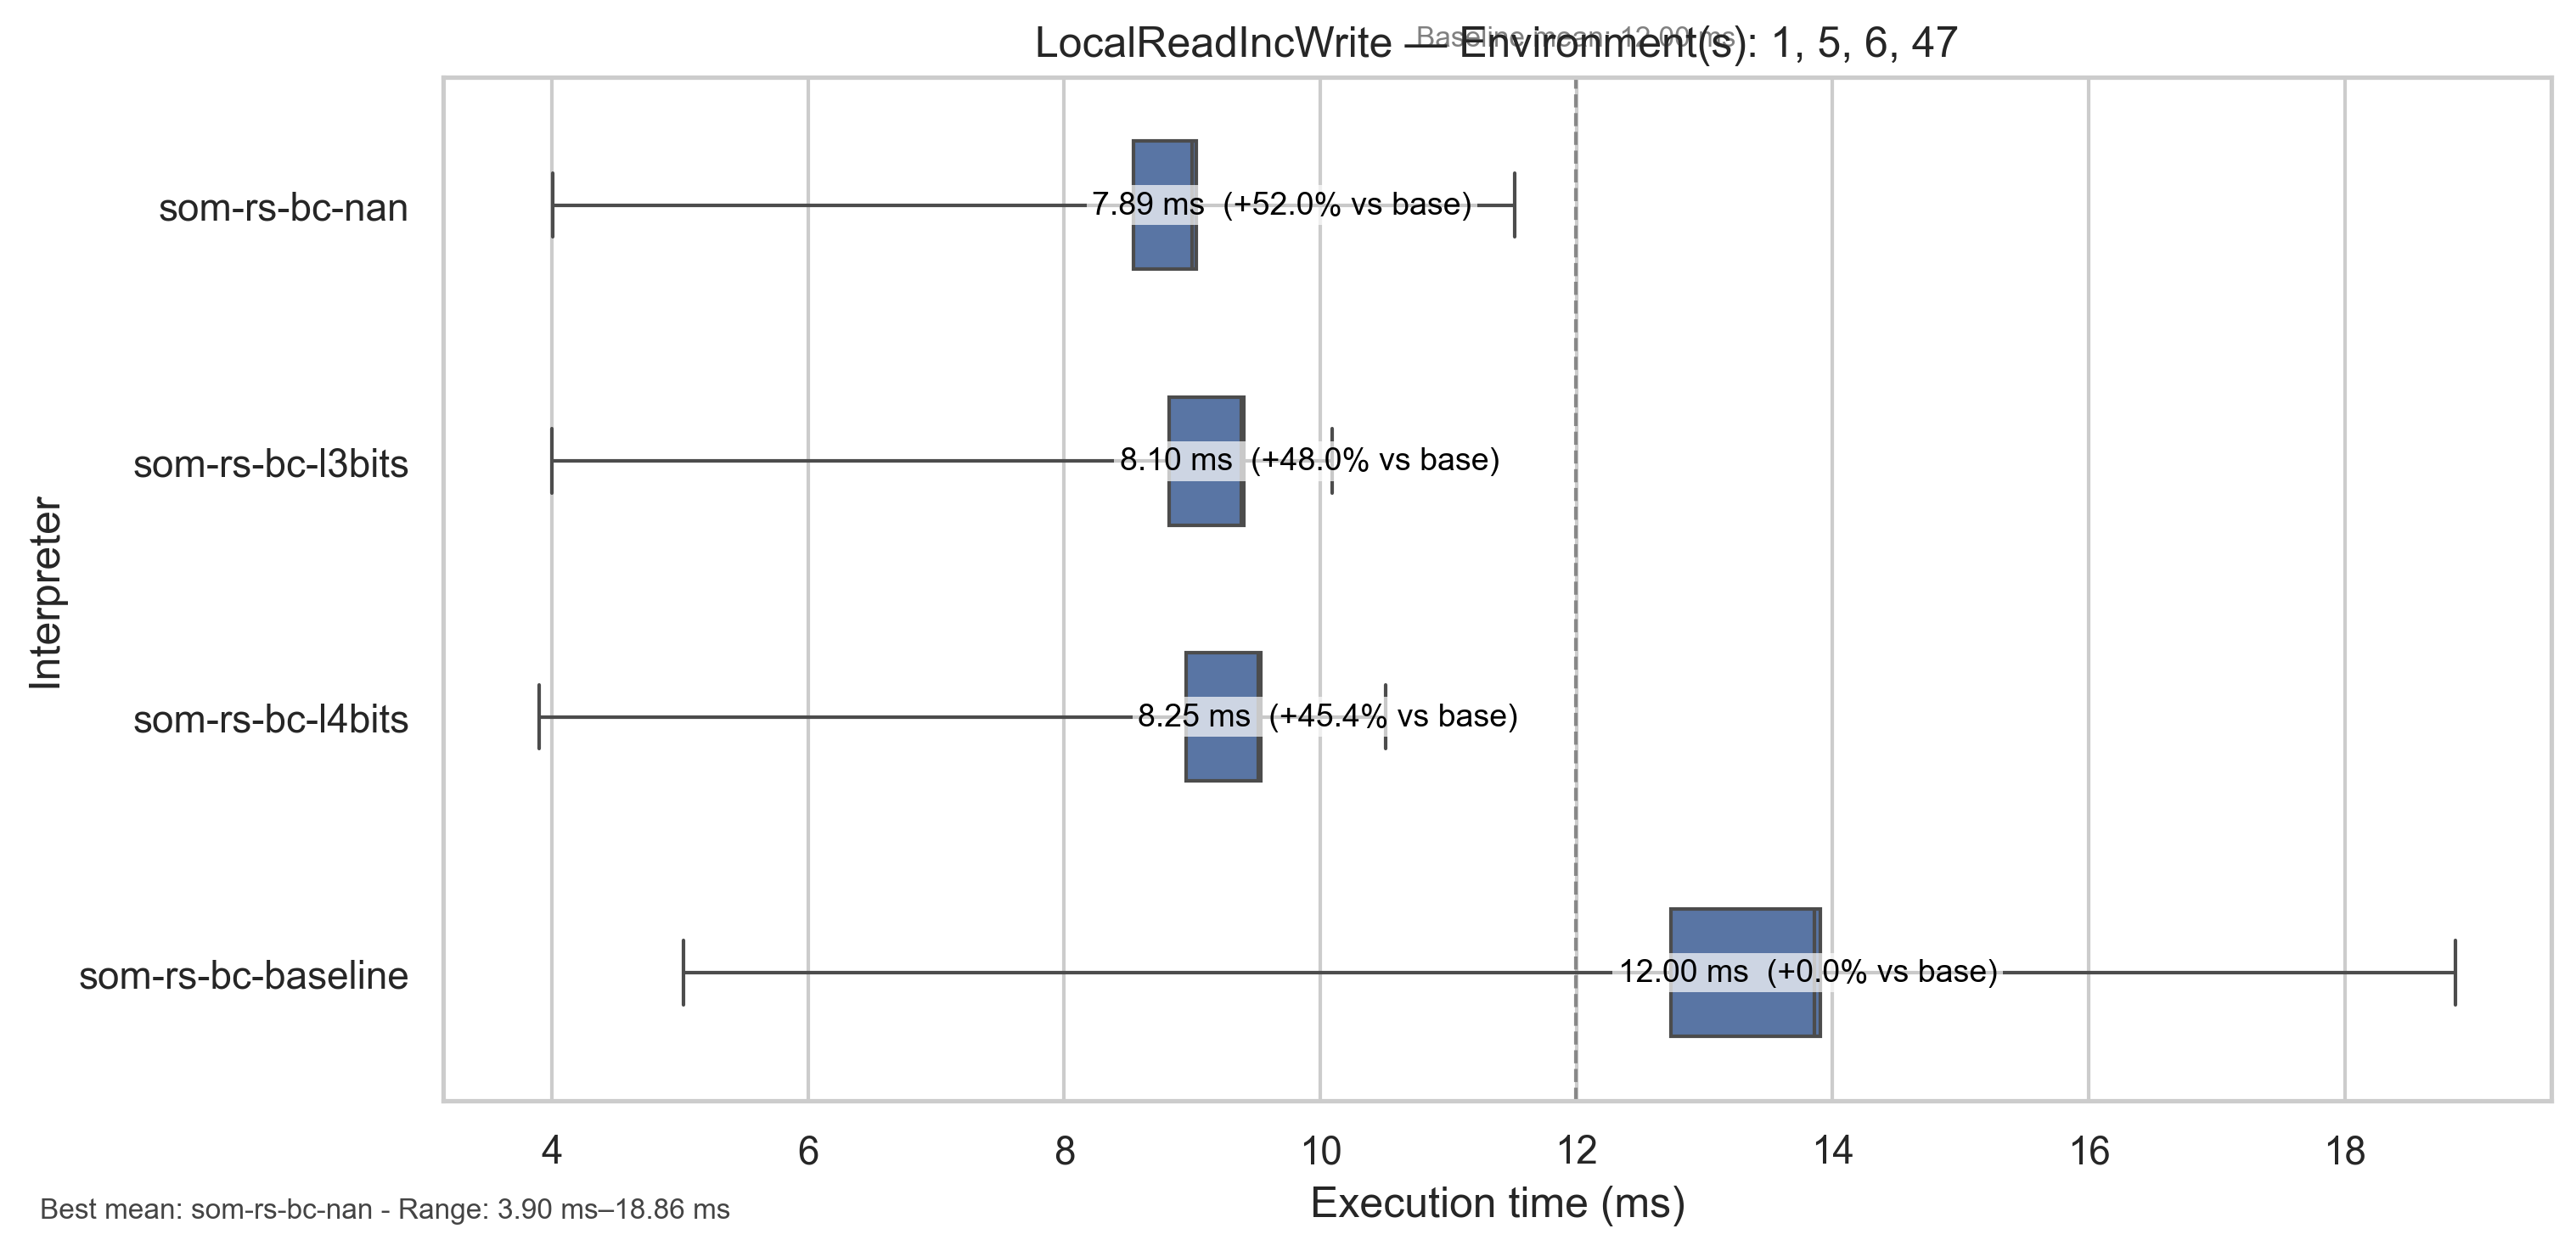 Baseline mean: 12.00 ms
LocalReadIncWrite — Environment(s): 1, 5, 6, 47
Interpreter
som-rs-bc-nan
7.89 ms (+52.0% vs base)
som-rs-bc-l3bits
8.10 ms (+48.0% vs base)
som-rs-bc-l4bits
8.25 ms (+45.4% vs base)
som-rs-bc-baseline
12.00 ms (+0.0% vs base)
4 6 8 10 12 14 16 18
Execution time (ms)
Best mean: som-rs-bc-nan - Range: 3.90 ms–18.86 ms